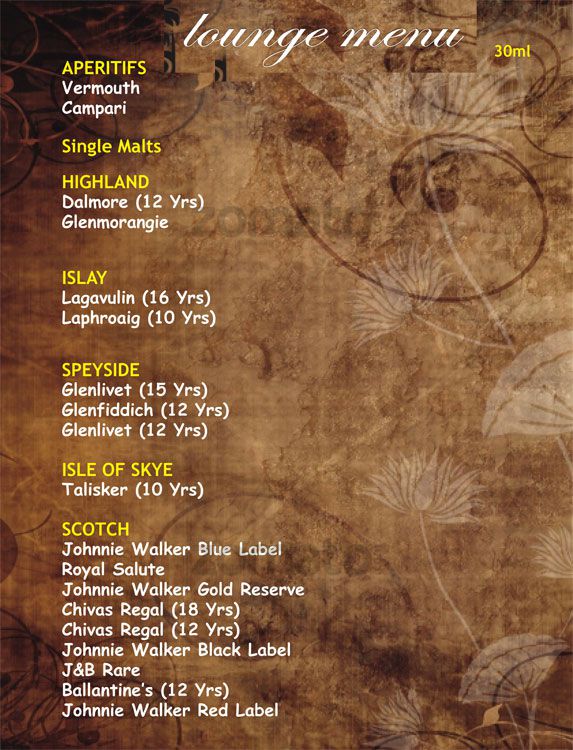 lounge menu
30ml
APERITIFS
Vermouth
Campari
Single Malts
HIGHLAND
Dalmore (12 Yrs)
Glenmorangie
zomato
ISLAY
Lagavulin (16 Yrs)
Laphroaig (10 Yrs)
SPEYSIDE
Glenlivet (15 Yrs)
Glenfiddich (12 Yrs)
Glenlivet (12 Yrs)
ISLE OF SKYE
Talisker (10 Yrs)
SCOTCH
Johnnie Walker Blue Label
Royal Salute
Johnnie Walker Gold Reserve
Chivas Regal (18 Yrs)
Chivas Regal (12 Yrs)
Johnnie Walker Black Label
J&B Rare
Ballantine's (12 Yrs)
Johnnie Walker Red Label